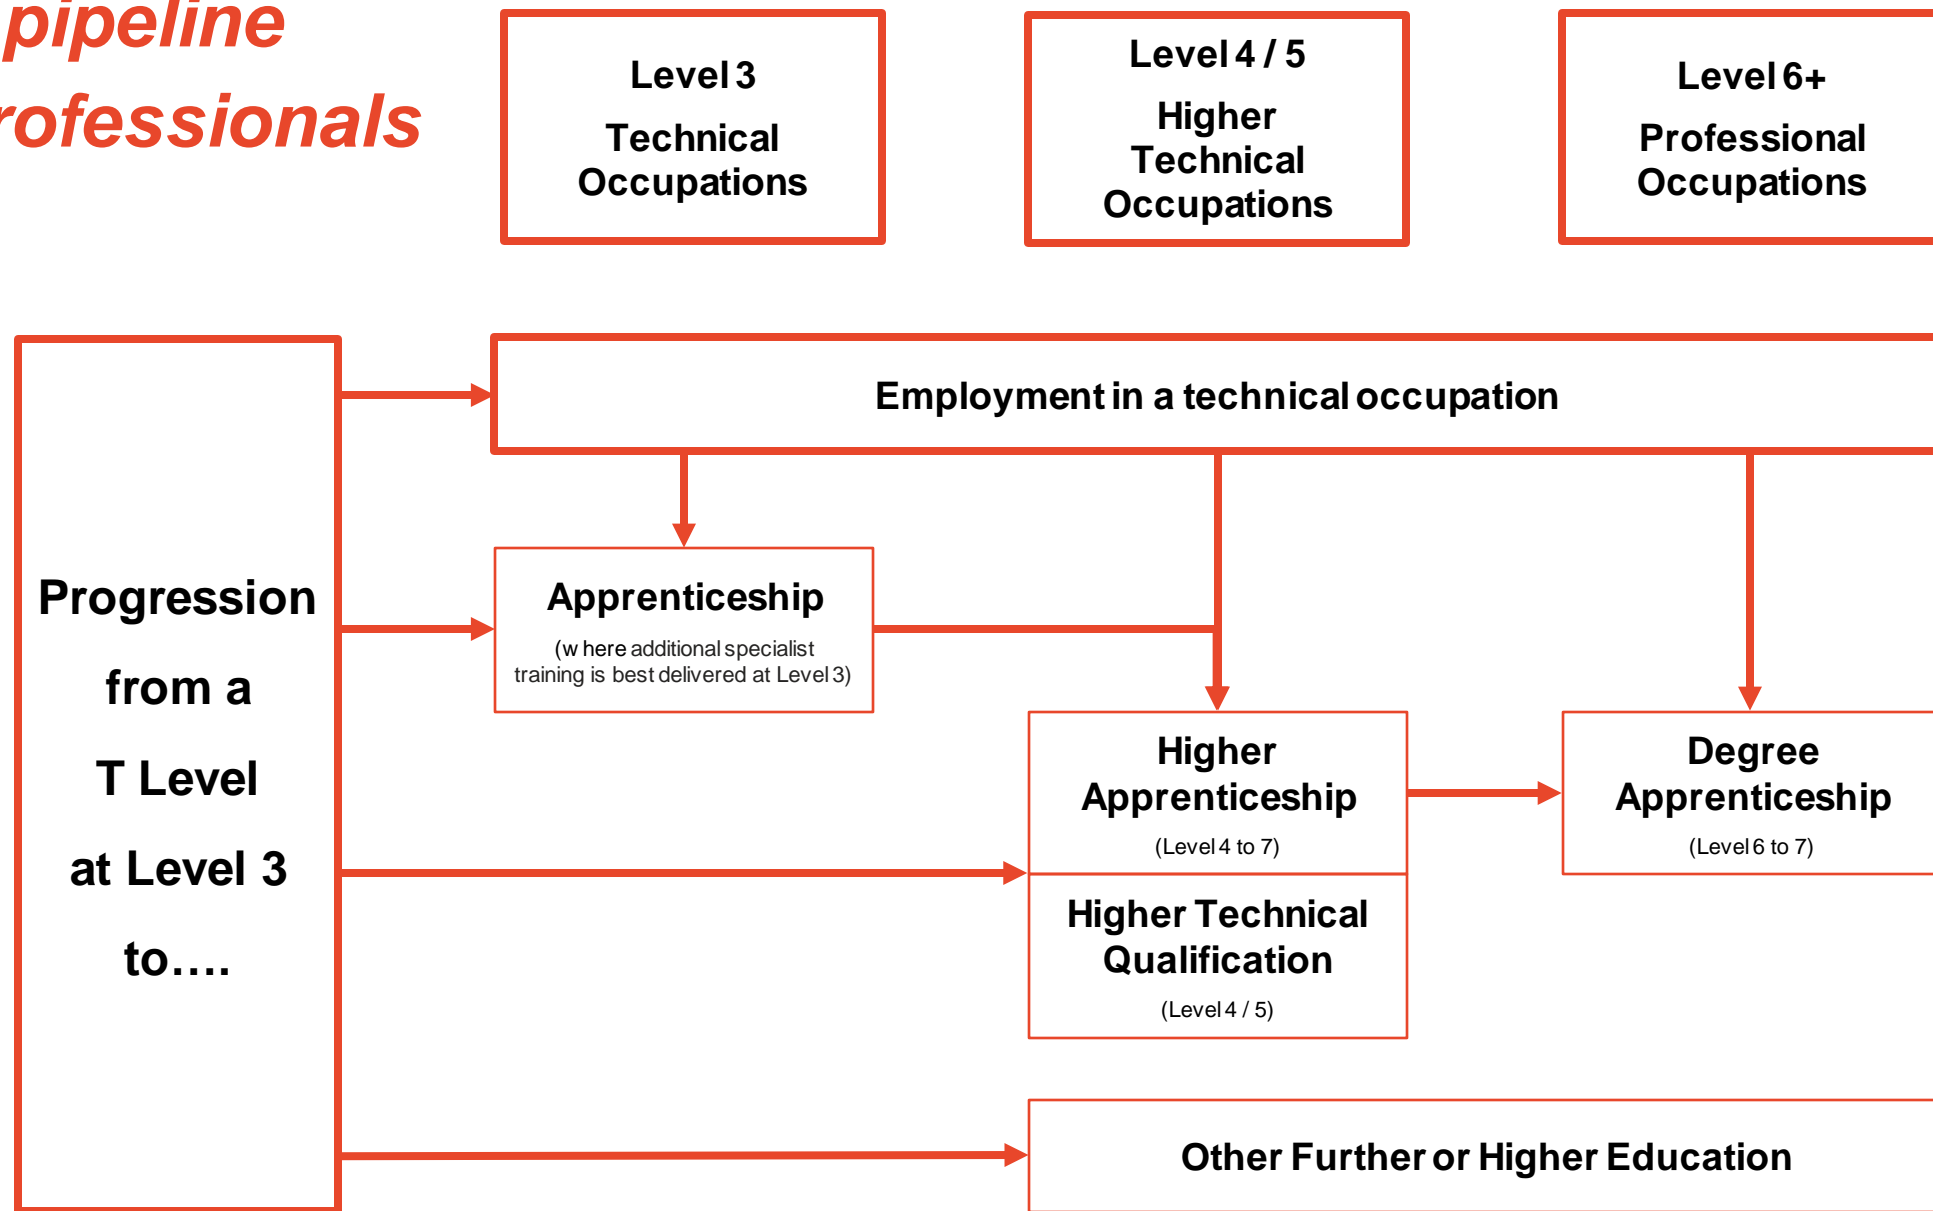 pipeline
rofessionals
Level 3
Technical
Occupations
Level 4 / 5
Higher
Technical
Occupations
Level 6+
Professional
Occupations
Progression
from a
T Level
at Level 3
to….
Employment in a technical occupation
Apprenticeship
(w here additional specialist
training is best delivered at Level 3)
Higher
Apprenticeship
(Level 4 to 7)
Higher Technical
Qualification
(Level 4 / 5)
Degree
Apprenticeship
(Level 6 to 7)
Other Further or Higher Education